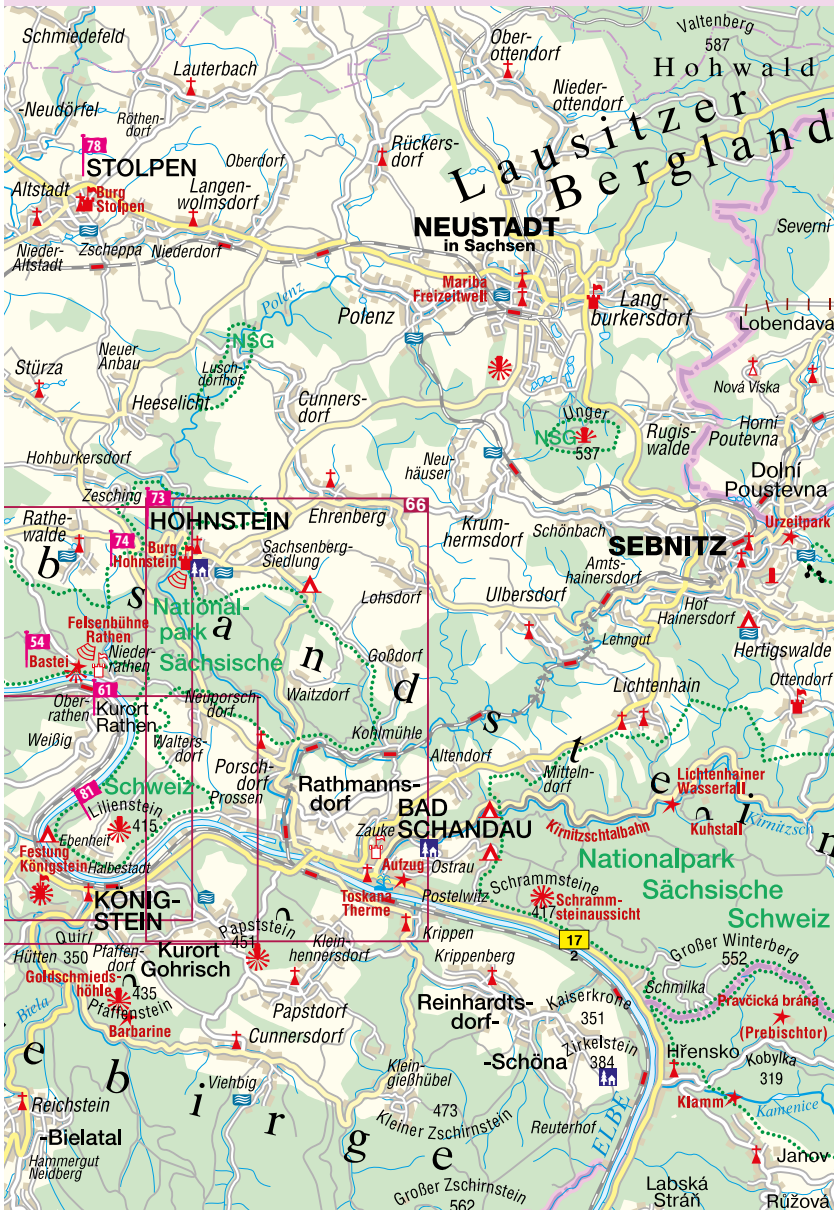 Schmiedefeld
Lauterbach
Ober-
ottendorf
Valtenberg
587
Hohwald
-Neudörfel
Röthen-
dorf
Nieder-
ottendorf
Lausitzer
Bergland
78
STOLPEN
Oberdorf
Rückers-
dorf
Altstadt
Burg
Stolpen
Langen-
wolmsdorf
NEUSTADT
in Sachsen
Severni
Nieder-
Altstadt
Zscheppa
Niederdorf
Polenz
Mariba
Freizeitwelt
Polenz
Lang-
burkersdorf
Lobendava
NSG
Neuer
Anbau
Stürza
Lusch-
dörfhof
Heeselicht
Cunners-
dorf
Nová Víska
Unger
NSG
537
Rugis-
walde
Horní
Poutevna
Hohburkersdorf
Neu-
häuser
Dolní
Poustevna
Zesching
73
66
HOHNSTEIN
Ehrenberg
Krum-
hermsdorf
Schönbach
Urzeitpark
Rathe-
walde
74
Burg
Hohnstein
Sachsenberg-
Siedlung
SEBNITZ
Amts-
hainersdorf
b
s
a
n
d
s
t
e
i
n
Lohsdorf
Ulbersdorf
Hof
Hainersdorf
National-
park
Sächsische
Felsenbühne
Rathen
54
Bastei
Nieder-
rathen
Goßdorf
Lehngut
Hertigswalde
Waitzdorf
Lichtenhain
Ottendorf
61
Ober-
rathen
Kurort
Rathen
Neuporsch-
dorf
Weißig
Walters-
dorf
Kohlmühle
Altendorf
Porsch-
dorf
Prossen
Rathmanns-
dorf
Mitteln-
dorf
Lichtenhainer
Wasserfall
81
Schweiz
Lilienstein
415
BAD
SCHANDAU
Kirnitzschtalbahn
Kuhstall
Kirnitzsch
Ebenheit
Zauke
Festung
Königstein
Halbestadt
Aufzug
Ostrau
Nationalpark
Sächsische
Schweiz
Schrammsteine
417
Schramm-
steinaussicht
KÖNIG-
STEIN
Toskana
Therme
Postelwitz
Papststein
451
Krippen
17
2
Quirl
350
Hütten
Pfaffen-
dorf
Kurort
Gohrisch
Klein-
hennersdorf
Krippenberg
Großer Winterberg
552
Goldschmieds-
höhle
435
Pfaffenstein
Schmilka
Biela
Barbarine
Papstdorf
Reinhardts-
dorf-
Kaiserkrone
351
Pravčická brána
(Prebischtor)
Cunnersdorf
-Schöna
Zirkelstein
384
Hřensko
Kobylka
319
e
b
i
r
g
e
Viehbig
Klein-
gießhübel
Klamm
Kamenice
Reichstein
473
Kleiner Zschirnstein
Reuterhof
ELBE
-Bielatal
Janov
Hammergut
Neidberg
Großer Zschirnstein
562
Labská
Stráň
Růžová